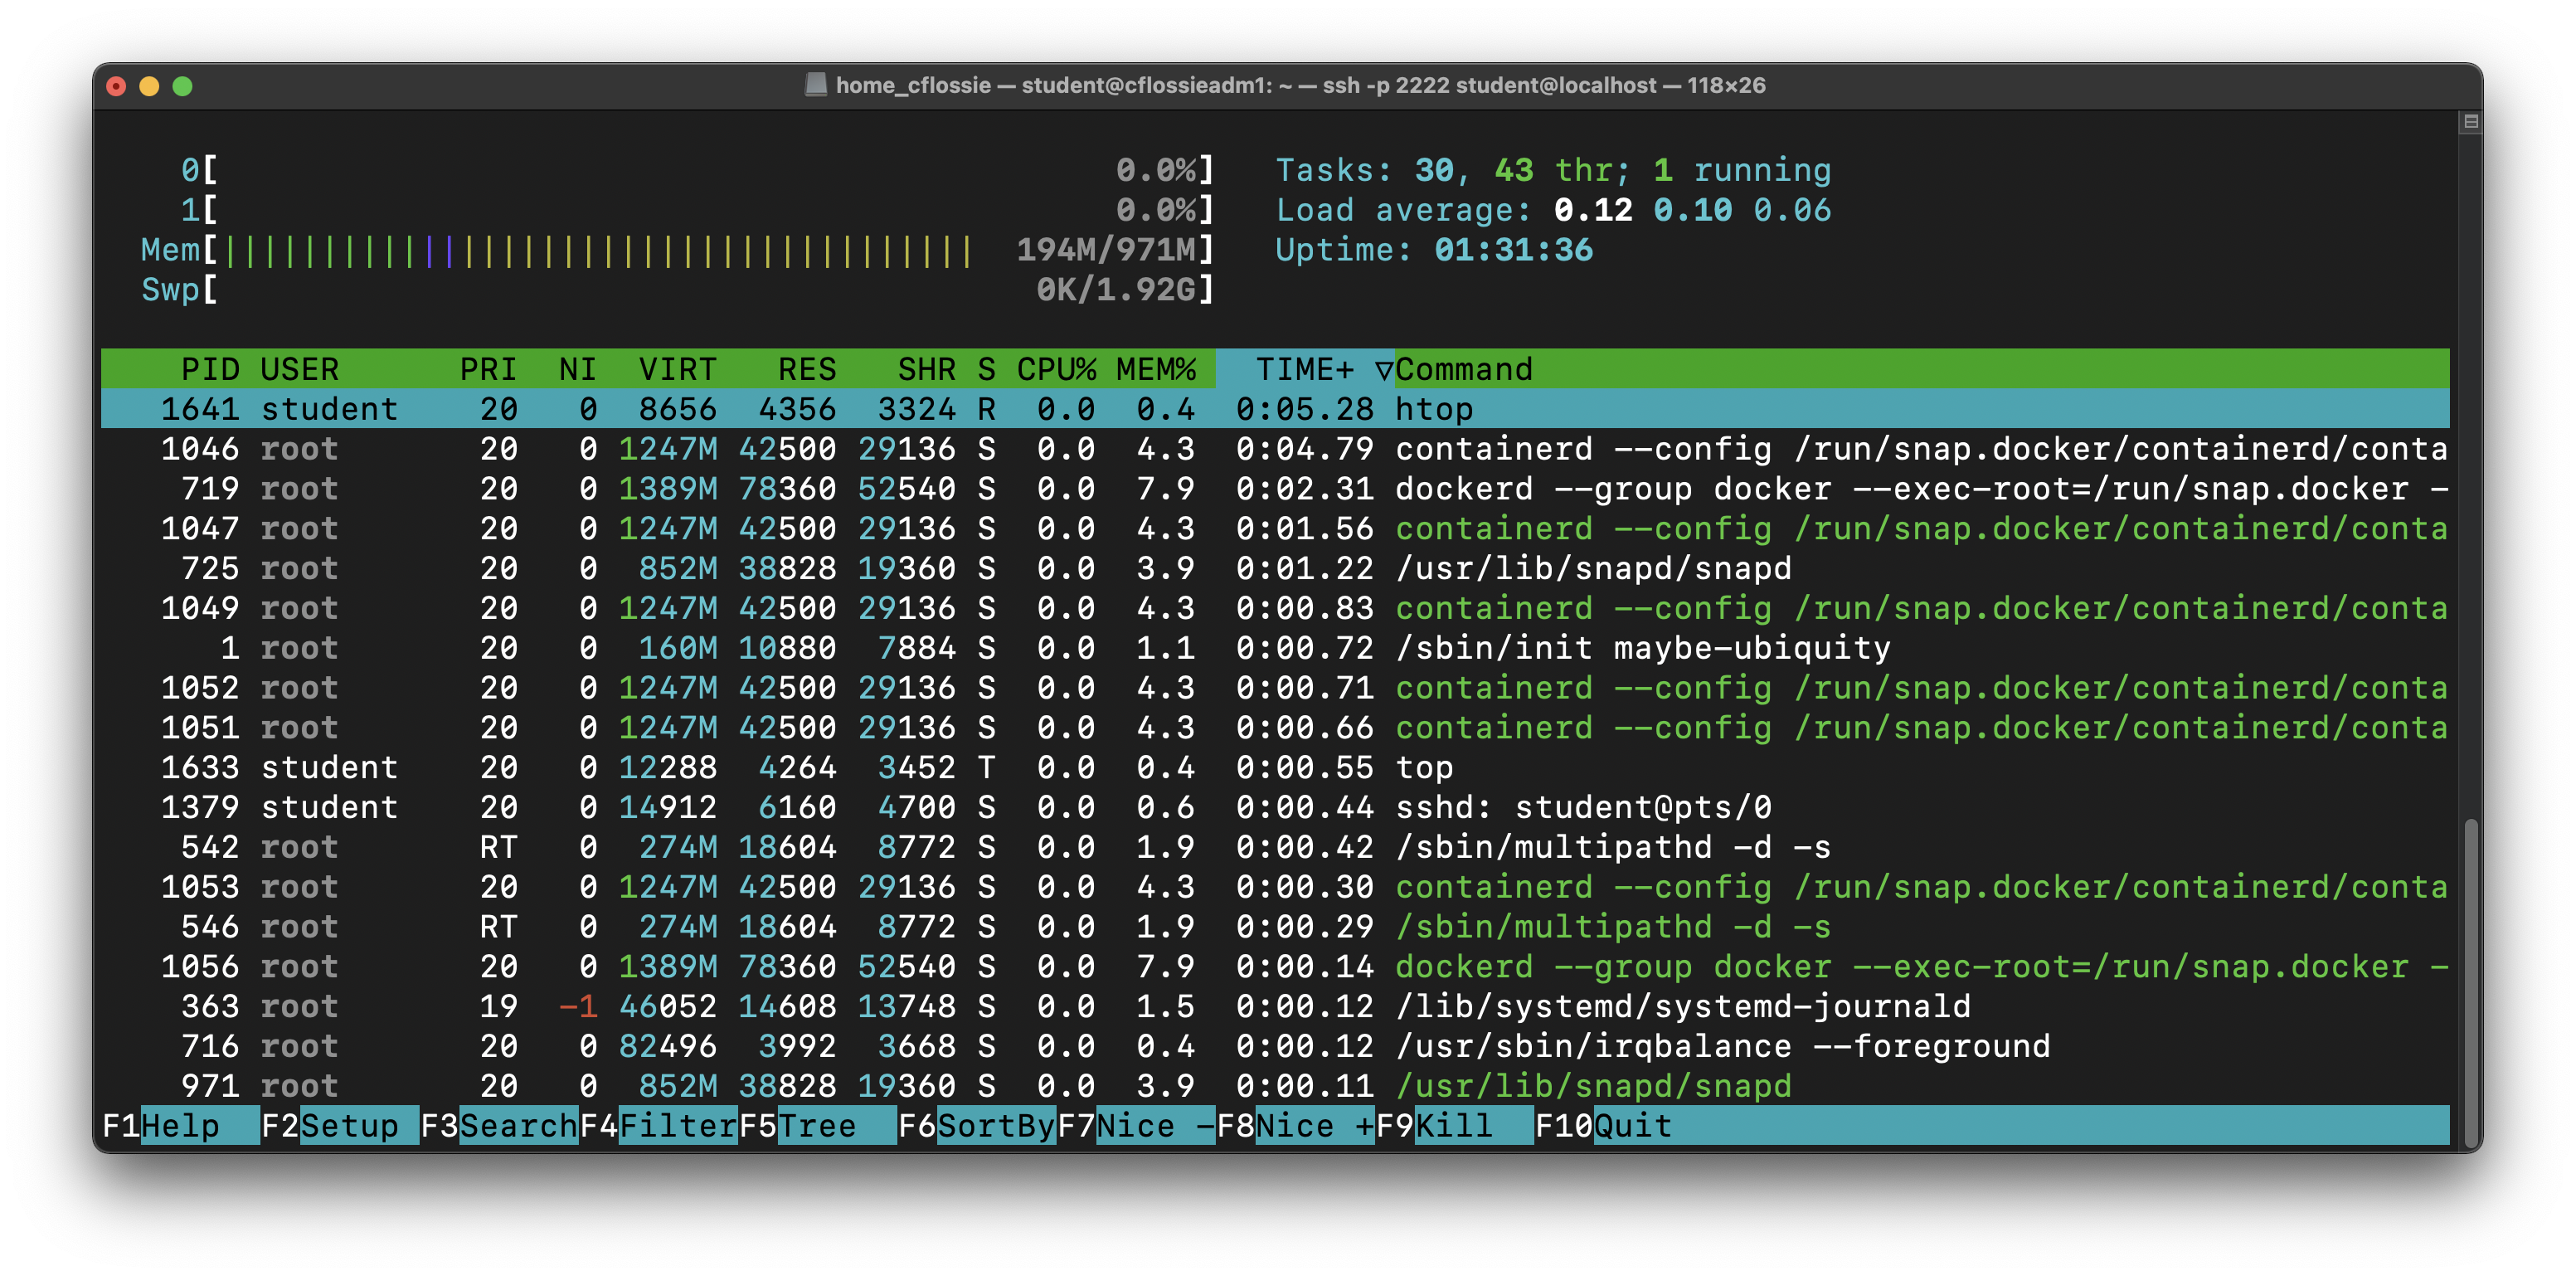 home_cflossie — student@cflossieadm1: ~ — ssh -p 2222 student@localhost — 118×26
0[ 0.0%] Tasks: 30, 43 thr; 1 running
1[ 0.0%] Load average: 0.12 0.10 0.06
Mem[||||||||||||||||||||||||||||||||||||||194M/971M] Uptime: 01:31:36
Swp[ 0K/1.92G]
PID USER PRI NI VIRT RES SHR S CPU% MEM% TIME+ ▽Command
1641 student 20 0 8656 4356 3324 R 0.0 0.4 0:05.28 htop
1046 root 20 0 1247M 42500 29136 S 0.0 4.3 0:04.79 containerd --config /run/snap.docker/containerd/conta
719 root 20 0 1389M 78360 52540 S 0.0 7.9 0:02.31 dockerd --group docker --exec-root=/run/snap.docker -
1047 root 20 0 1247M 42500 29136 S 0.0 4.3 0:01.56 containerd --config /run/snap.docker/containerd/conta
725 root 20 0 852M 38828 19360 S 0.0 3.9 0:01.22 /usr/lib/snapd/snapd
1049 root 20 0 1247M 42500 29136 S 0.0 4.3 0:00.83 containerd --config /run/snap.docker/containerd/conta
1 root 20 0 160M 10880 7884 S 0.0 1.1 0:00.72 /sbin/init maybe-ubiquity
1052 root 20 0 1247M 42500 29136 S 0.0 4.3 0:00.71 containerd --config /run/snap.docker/containerd/conta
1051 root 20 0 1247M 42500 29136 S 0.0 4.3 0:00.66 containerd --config /run/snap.docker/containerd/conta
1633 student 20 0 12288 4264 3452 T 0.0 0.4 0:00.55 top
1379 student 20 0 14912 6160 4700 S 0.0 0.6 0:00.44 sshd: student@pts/0
542 root RT 0 274M 18604 8772 S 0.0 1.9 0:00.42 /sbin/multipathd -d -s
1053 root 20 0 1247M 42500 29136 S 0.0 4.3 0:00.30 containerd --config /run/snap.docker/containerd/conta
546 root RT 0 274M 18604 8772 S 0.0 1.9 0:00.29 /sbin/multipathd -d -s
1056 root 20 0 1389M 78360 52540 S 0.0 7.9 0:00.14 dockerd --group docker --exec-root=/run/snap.docker -
363 root 19 -1 46052 14608 13748 S 0.0 1.5 0:00.12 /lib/systemd/systemd-journald
716 root 20 0 82496 3992 3668 S 0.0 0.4 0:00.12 /usr/sbin/irqbalance --foreground
971 root 20 0 852M 38828 19360 S 0.0 3.9 0:00.11 /usr/lib/snapd/snapd
F1Help F2Setup F3SearchF4FilterF5Tree F6SortByF7Nice -F8Nice +F9Kill F10Quit